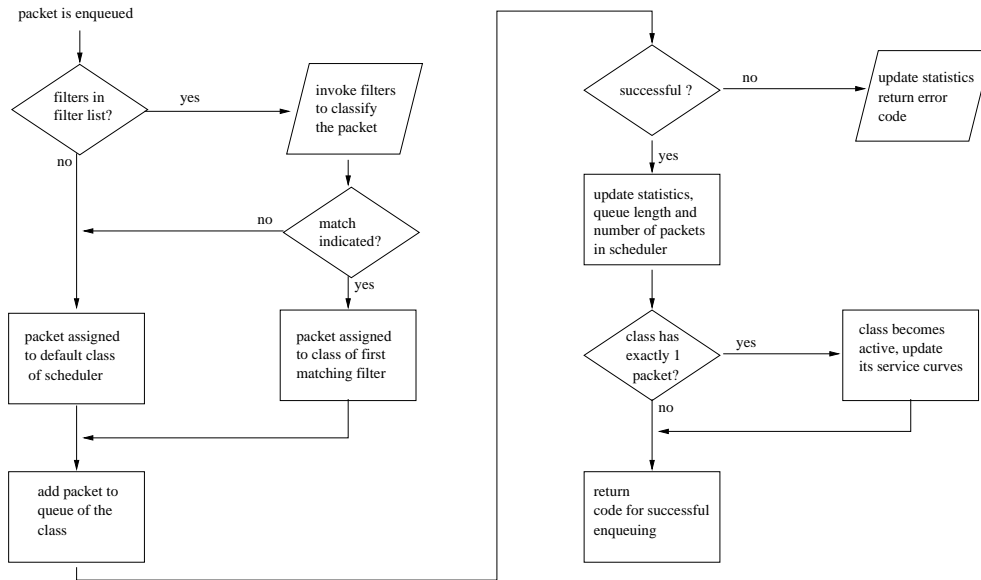 packet is enqueued
filters in
filter list?
yes
invoke filters
to classify
the packet
no
no
match
indicated?
yes
packet assigned
to default class
of scheduler
packet assigned
to class of first
matching filter
add packet to
queue of the
class
successful ?
no
update statistics
return error
code
yes
update statistics,
queue length and
number of packets
in scheduler
class has
exactly 1
packet?
yes
class becomes
active, update
its service curves
no
return
code for successful
enqueuing